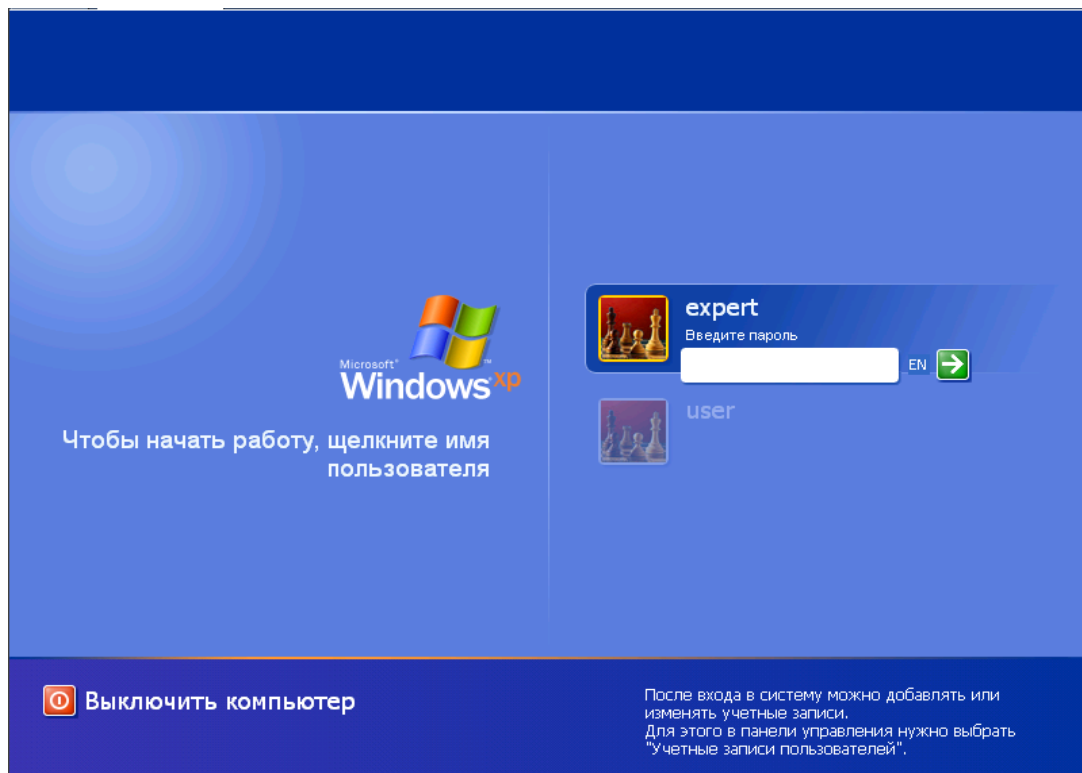 Microsoft®
Windows xp
Чтобы начать работу, щелкните имя
пользователя
expert
Введите пароль
EN
user
Выключить компьютер
После входа в систему можно добавлять или
изменять учетные записи.
Для этого в панели управления нужно выбрать
"Учетные записи пользователей".